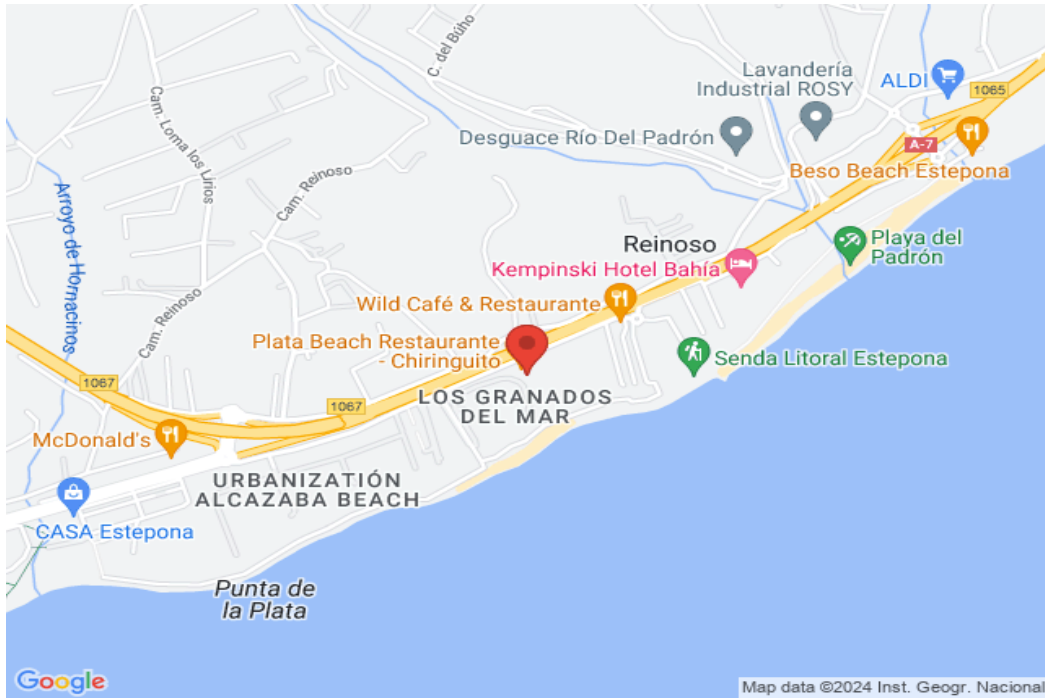 C. del Búho
Lavandería
Industrial ROSY
ALDI
1065
A-7
Desguace Río Del Padrón
Beso Beach Estepona
Cam. Loma los Lirios
Cam. Reinoso
Arroyo de Hornacinos
Reinoso
Playa del
Padrón
Kempinski Hotel Bahía
Wild Café & Restaurante
Plata Beach Restaurante
- Chiringuito
Senda Litoral Estepona
Cam. Reinoso
1067
1067
LOS GRANADOS
DEL MAR
McDonald's
URBANIZATIÓN
ALCAZABA BEACH
CASA Estepona
Punta de
la Plata
Google
Map data ©2024 Inst. Geogr. Nacional